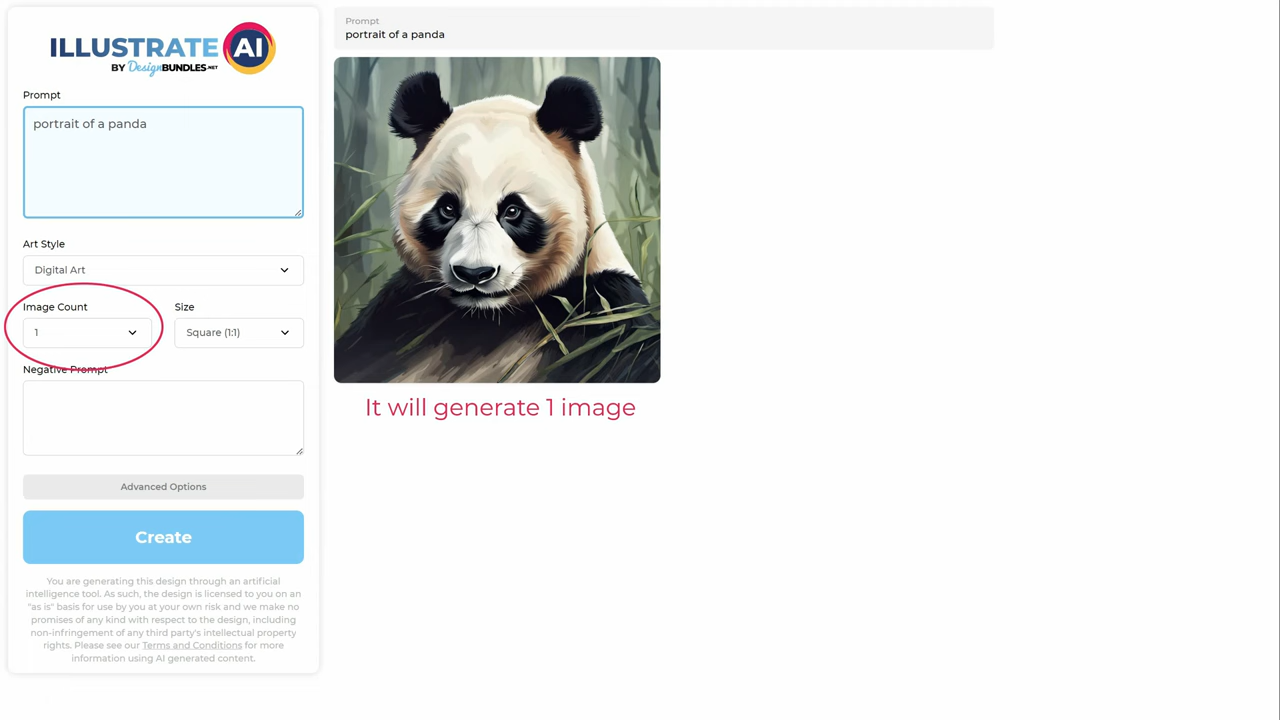 ILLUSTRATE AI
BY Design BUNDLES.NET
Prompt
portrait of a panda
Art Style
Digital Art
Image Count
Size
1
Square (1:1)
Negative Prompt
Advanced Options
Create
You are generating this design through an artificial
intelligence tool. As such, the design is licensed to you on an
"as is" basis for use by you at your own risk and we make no
promises of any kind with respect to the design, including
non-infringement of any third party's intellectual property
rights. Please see our Terms and Conditions for more
information using AI generated content.
Prompt
portrait of a panda
It will generate 1 image